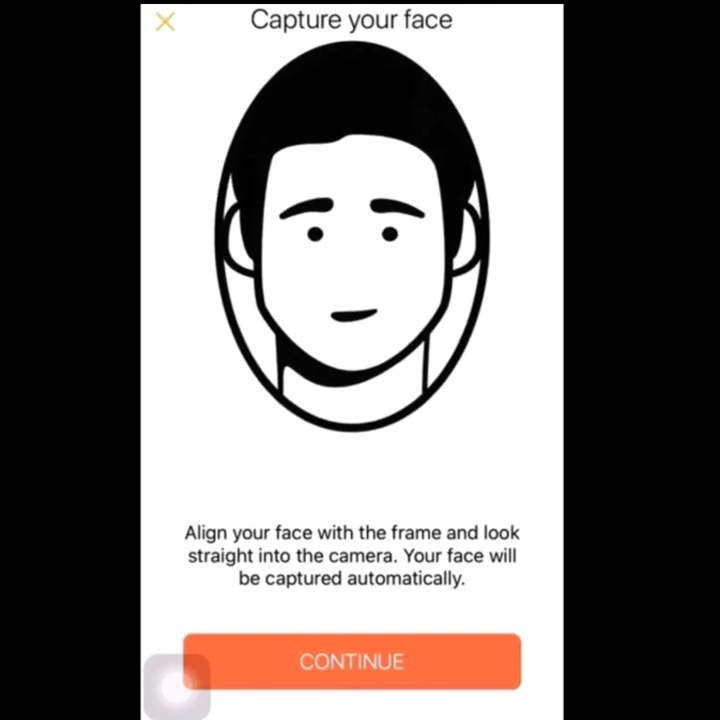 Capture your face
Align your face with the frame and look
straight into the camera. Your face will
be captured automatically.
CONTINUE